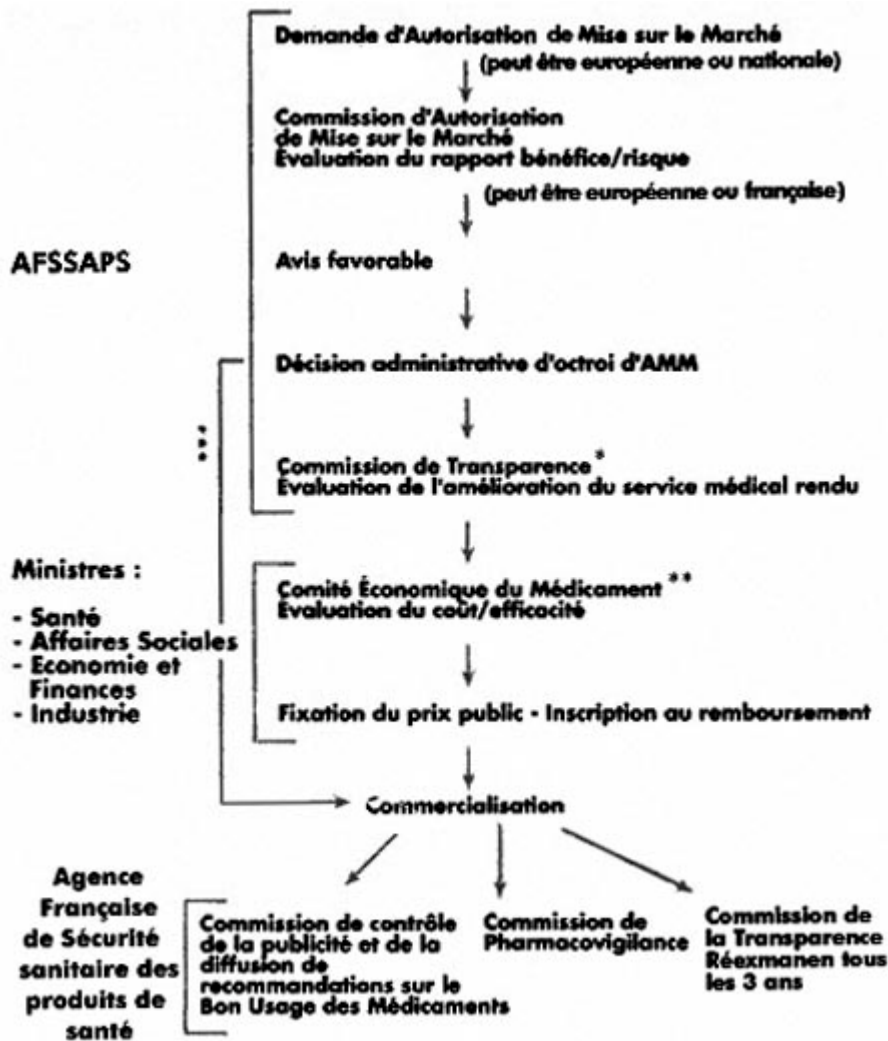 Demande d'Autorisation de Mise sur le Marché
(peut être européenne ou nationale)
Commission d'Autorisation
de Mise sur le Marché
Évaluation du rapport bénéfice/risque
(peut être européenne ou française)
AFSSAPS
Avis favorable
Décision administrative d'octroi d'AMM
***
Commission de Transparence *
Évaluation de l'amélioration du service médical rendu
Ministres :
- Santé
- Affaires Sociales
- Economie et
Finances
- Industrie
Comité Économique du Médicament **
Évaluation du coût/efficacité
Fixation du prix public - Inscription au remboursement
Commercialisation
Agence
Française
de Sécurité
sanitaire des
produits de
santé
Commission de contrôle
de la publicité et de la
diffusion de
recommandations sur le
Bon Usage des Médicaments
Commission de
Pharmacovigilance
Commission de
la Transparence
Réexmanen tous
les 3 ans